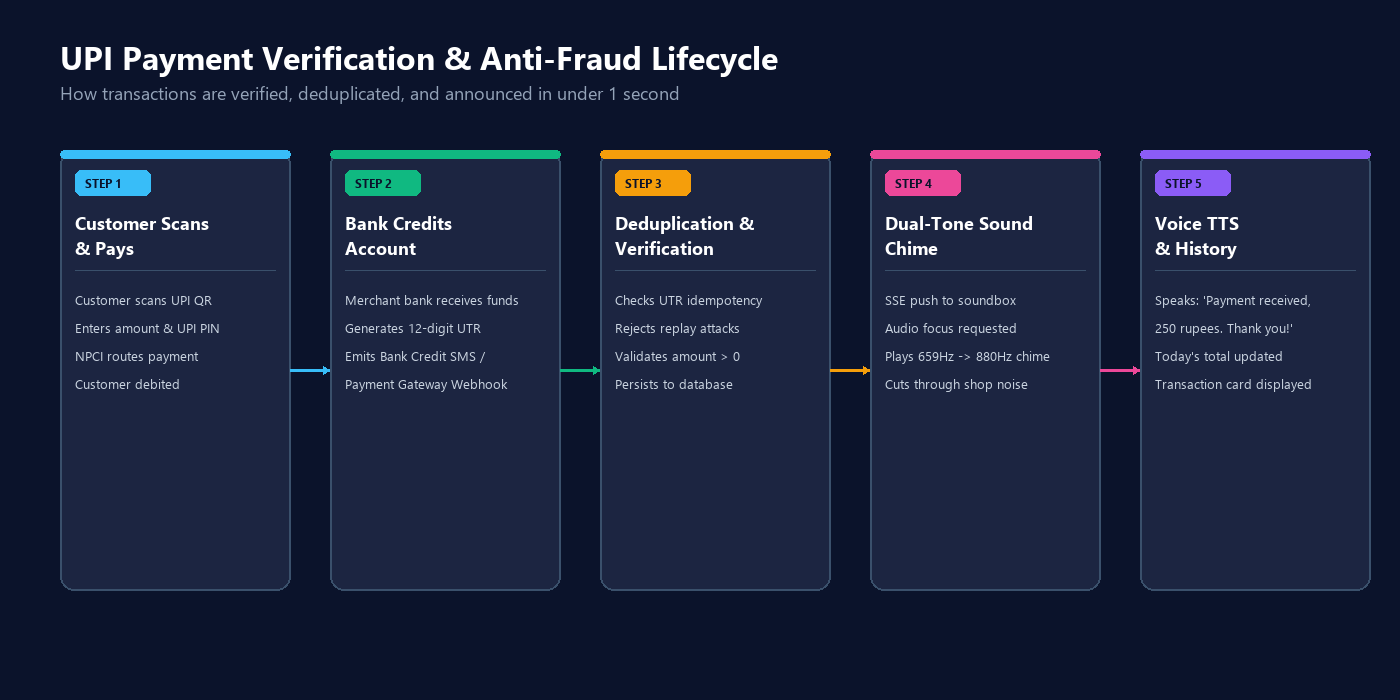 UPI Payment Verification & Anti-Fraud Lifecycle
How transactions are verified, deduplicated, and announced in under 1 second
STEP 1
Customer Scans
& Pays
Customer scans UPI QR
Enters amount & UPI PIN
NPCI routes payment
Customer debited
STEP 2
Bank Credits
Account
Merchant bank receives funds
Generates 12-digit UTR
Emits Bank Credit SMS /
Payment Gateway Webhook
STEP 3
Deduplication &
Verification
Checks UTR idempotency
Rejects replay attacks
Validates amount > 0
Persists to database
STEP 4
Dual-Tone Sound
Chime
SSE push to soundbox
Audio focus requested
Plays 659Hz -> 880Hz chime
Cuts through shop noise
STEP 5
Voice TTS
& History
Speaks: 'Payment received,
250 rupees. Thank you!'
Today's total updated
Transaction card displayed